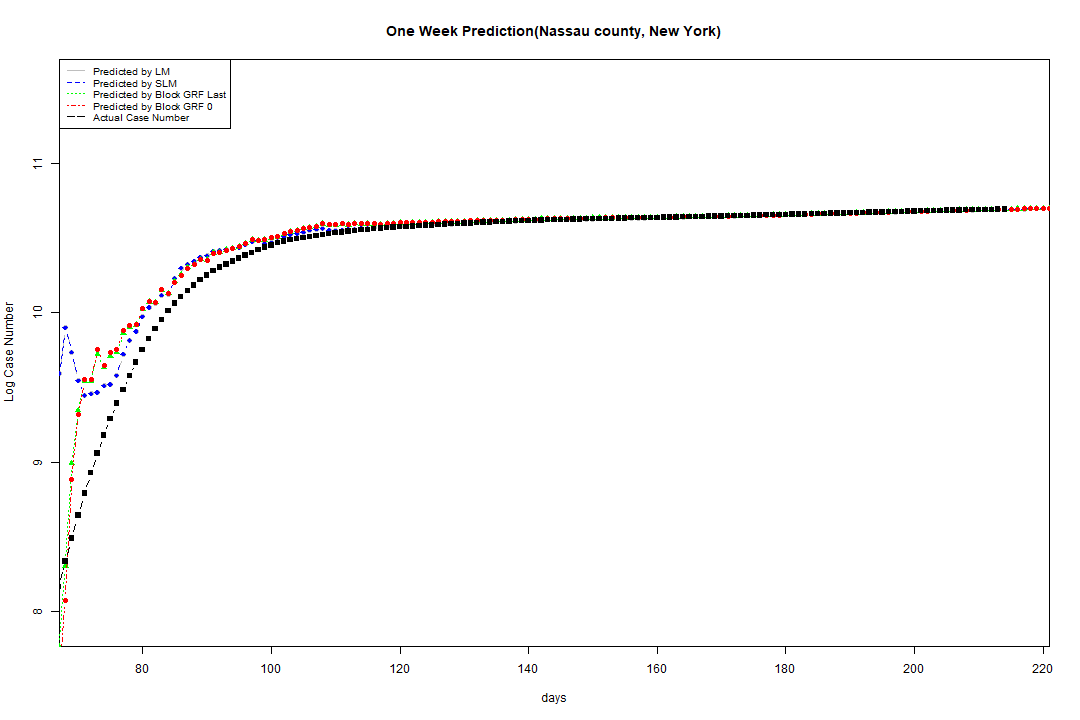 One Week Prediction(Nassau county, New York)
Predicted by LM
Predicted by SLM
Predicted by Block GRF Last
Predicted by Block GRF 0
Actual Case Number
11
10
9
8
Log Case Number
80 100 120 140 160 180 200 220
days